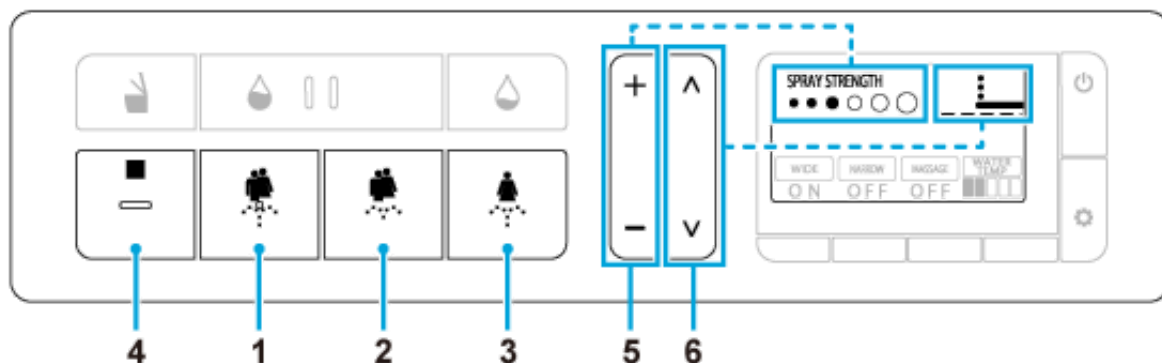 + ∧
SPRAY STRENGTH
WIDE NARROW MASSAGE WATER TEMP
ON OFF OFF
− ∨
4 1 2 3 5 6